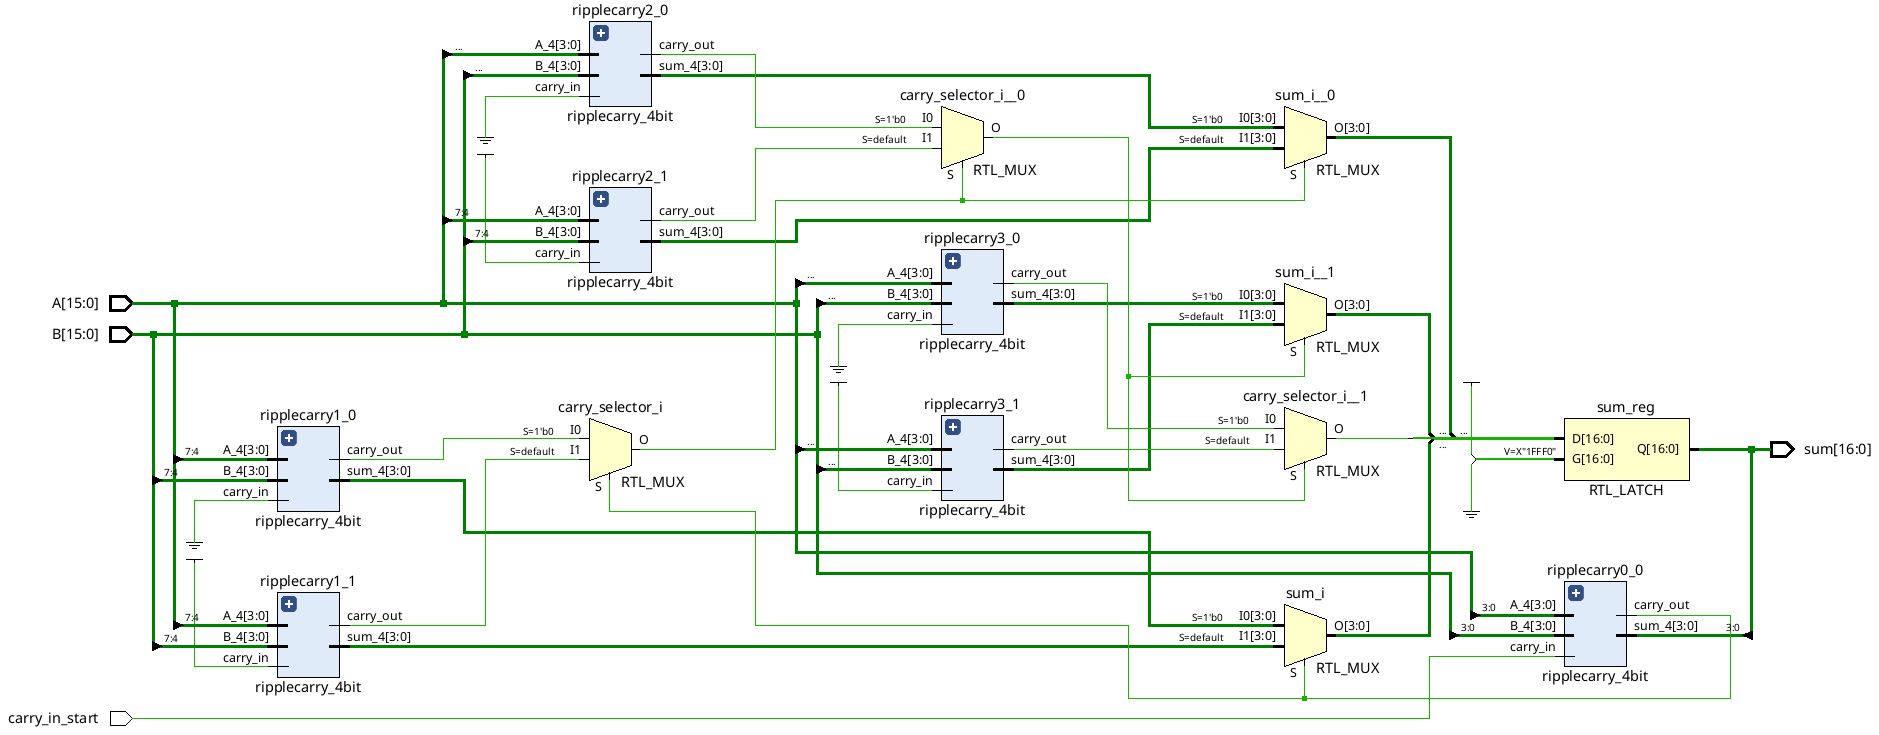 ripplecarry2_0
...
A_4[3:0]
carry_out
...
B_4[3:0]
sum_4[3:0]
carry_in
ripplecarry_4bit
carry_selector_i__0
S=1'b0
I0
O
S=default
I1
S
RTL_MUX
sum_i__0
S=1'b0
I0[3:0]
O[3:0]
S=default
I1[3:0]
S
RTL_MUX
ripplecarry2_1
7:4
A_4[3:0]
carry_out
7:4
B_4[3:0]
sum_4[3:0]
carry_in
ripplecarry_4bit
ripplecarry3_0
...
A_4[3:0]
carry_out
...
B_4[3:0]
sum_4[3:0]
carry_in
ripplecarry_4bit
sum_i__1
S=1'b0
I0[3:0]
O[3:0]
S=default
I1[3:0]
S
RTL_MUX
A[15:0]
B[15:0]
ripplecarry1_0
7:4
A_4[3:0]
carry_out
7:4
B_4[3:0]
sum_4[3:0]
carry_in
ripplecarry_4bit
carry_selector_i
S=1'b0
I0
O
S=default
I1
S
RTL_MUX
ripplecarry3_1
...
A_4[3:0]
carry_out
...
B_4[3:0]
sum_4[3:0]
carry_in
ripplecarry_4bit
carry_selector_i__1
S=1'b0
I0
O
S=default
I1
S
RTL_MUX
sum_reg
...
...
...
D[16:0]
Q[16:0]
V=X"1FFF0"
G[16:0]
RTL_LATCH
sum[16:0]
ripplecarry1_1
7:4
A_4[3:0]
carry_out
7:4
B_4[3:0]
sum_4[3:0]
carry_in
ripplecarry_4bit
sum_i
S=1'b0
I0[3:0]
O[3:0]
S=default
I1[3:0]
S
RTL_MUX
ripplecarry0_0
3:0
A_4[3:0]
carry_out
3:0
B_4[3:0]
sum_4[3:0]
3:0
carry_in
ripplecarry_4bit
carry_in_start